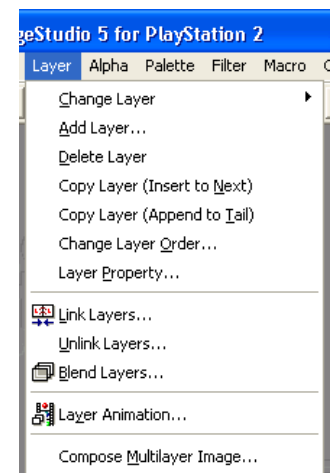 geStudio 5 for PlayStation 2
Layer Alpha Palette Filter Macro
Change Layer
Add Layer...
Delete Layer
Copy Layer (Insert to Next)
Copy Layer (Append to Tail)
Change Layer Order...
Layer Property...
Link Layers...
Unlink Layers...
Blend Layers...
Layer Animation...
Compose Multilayer Image...